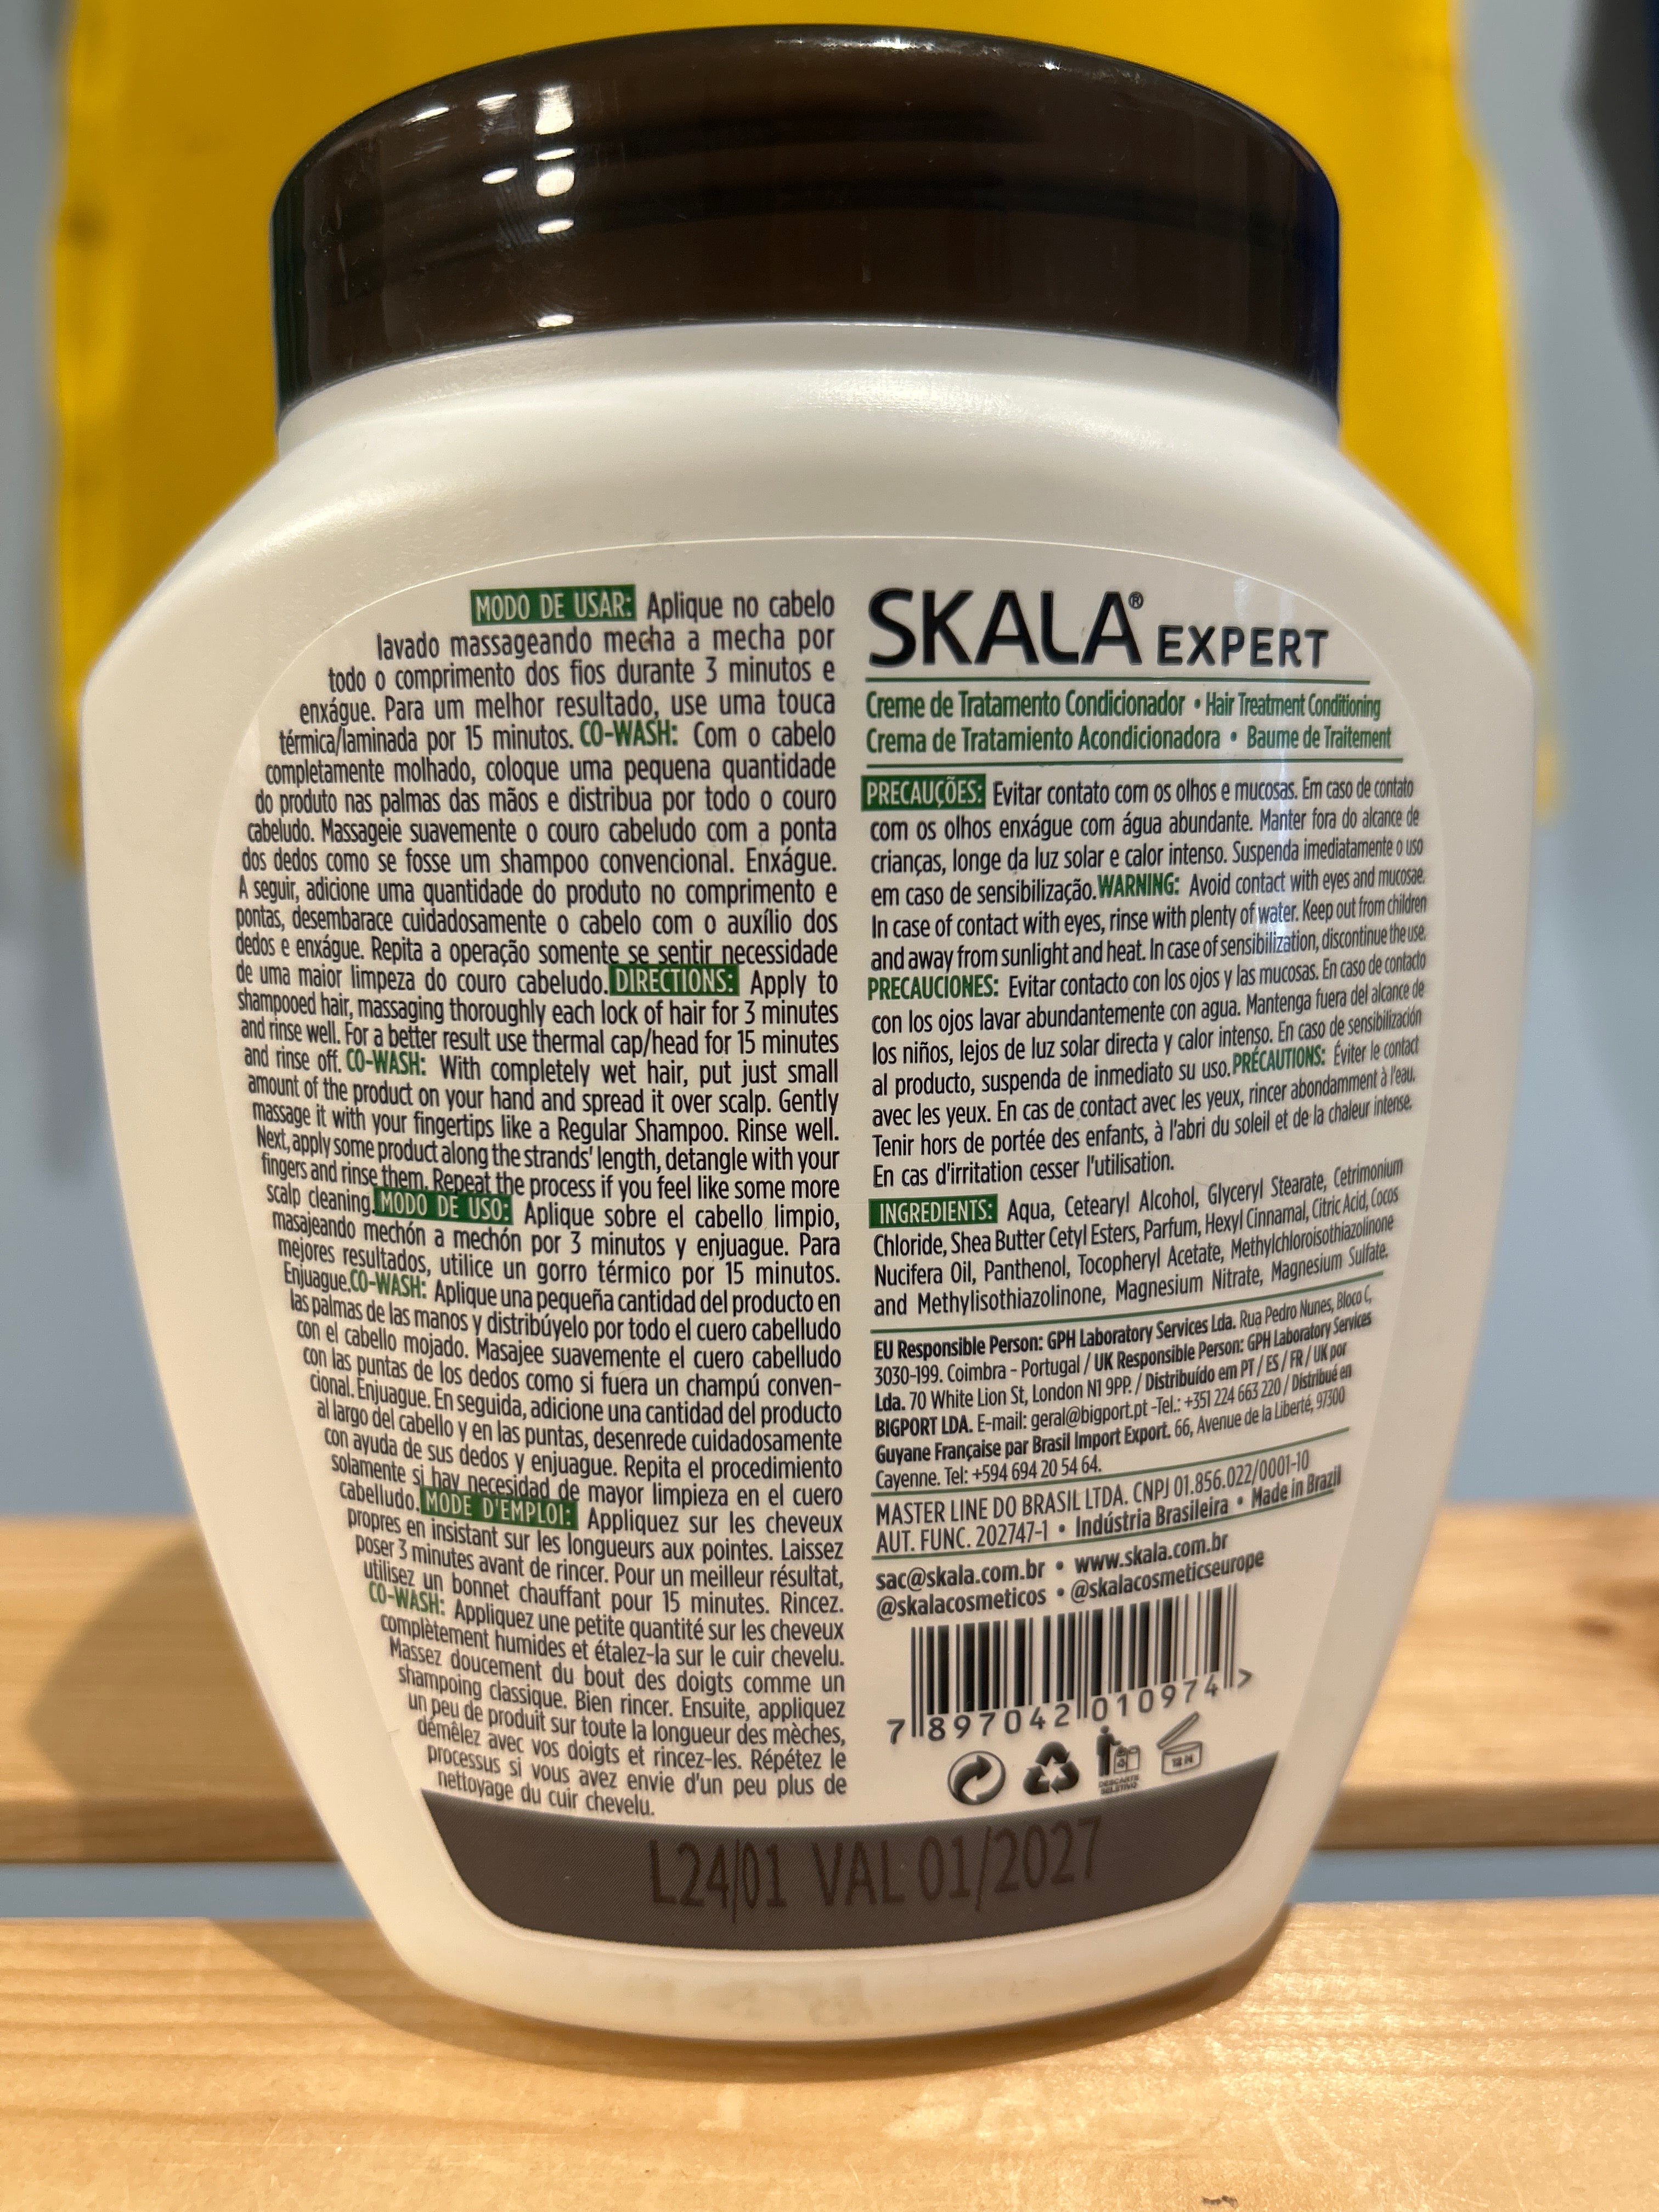 MODO DE USAR: Aplique no cabelo
lavado massageando mecha a mecha por
todo o comprimento dos fios durante 3 minutos e
enxágue. Para um melhor resultado, use uma touca
térmica/laminada por 15 minutos. CO-WASH: Com o cabelo
completamente molhado, coloque uma pequena quantidade
do produto nas palmas das mãos e distribua por todo o couro
cabeludo. Massageie suavemente o couro cabeludo com a ponta
dos dedos como se fosse um shampoo convencional. Enxágue.
A seguir, adicione uma quantidade do produto no comprimento e
pontas, desembarace cuidadosamente o cabelo com o auxílio dos
dedos e enxágue. Repita a operação somente se sentir necessidade
de uma maior limpeza do couro cabeludo. DIRECTIONS: Apply to
shampooed hair, massaging thoroughly each lock of hair for 3 minutes
and rinse well. For a better result use thermal cap/head for 15 minutes
and rinse off. CO-WASH: With completely wet hair, put just small
amount of the product on your hand and spread it over scalp. Gently
massage it with your fingertips like a Regular Shampoo. Rinse well.
Next, apply some product along the strands' length, detangle with your
fingers and rinse them. Repeat the process if you feel like some more
scalp cleaning. MODO DE USO: Aplique sobre el cabello limpio,
masajeando mechón a mechón por 3 minutos y enjuague. Para
mejores resultados, utilice un gorro térmico por 15 minutos.
Enjuague.CO-WASH: Aplique una pequeña cantidad del producto en
las palmas de las manos y distribúyelo por todo el cuero cabelludo
con el cabello mojado. Masajee suavemente el cuero cabelludo
con las puntas de los dedos como si fuera un champú conven-
cional. Enjuague. En seguida, adicione una cantidad del producto
al largo del cabello y en las puntas, desenrede cuidadosamente
con ayuda de sus dedos y enjuague. Repita el procedimiento
solamente si hay necesidad de mayor limpieza en el cuero
cabelludo. MODE D'EMPLOI: Appliquez sur les cheveux
propres en insistant sur les longueurs aux pointes. Laissez
poser 3 minutes avant de rincer. Pour un meilleur résultat,
utilisez un bonnet chauffant pour 15 minutes. Rincez.
CO-WASH: Appliquez une petite quantité sur les cheveux
complètement humides et étalez-la sur le cuir chevelu.
Massez doucement du bout des doigts comme un
shampoing classique. Bien rincer. Ensuite, appliquez
un peu de produit sur toute la longueur des mèches,
démêlez avec vos doigts et rincez-les. Répétez le
processus si vous avez envie d'un peu plus de
nettoyage du cuir chevelu.
SKALA® EXPERT
Creme de Tratamento Condicionador • Hair Treatment Conditioning
Crema de Tratamiento Acondicionadora • Baume de Traitement
PRECAUÇÕES: Evitar contato com os olhos e mucosas. Em caso de contato
com os olhos enxágue com água abundante. Manter fora do alcance de
crianças, longe da luz solar e calor intenso. Suspenda imediatamente o uso
em caso de sensibilização. WARNING: Avoid contact with eyes and mucosae.
In case of contact with eyes, rinse with plenty of water. Keep out from children
and away from sunlight and heat. In case of sensibilization, discontinue the use.
PRECAUCIONES: Evitar contacto con los ojos y las mucosas. En caso de contacto
con los ojos lavar abundantemente con agua. Mantenga fuera del alcance de
los niños, lejos de luz solar directa y calor intenso. En caso de sensibilización
al producto, suspenda de inmediato su uso. PRÉCAUTIONS: Éviter le contact
avec les yeux. En cas de contact avec les yeux, rincer abondamment à l'eau.
Tenir hors de portée des enfants, à l'abri du soleil et de la chaleur intense.
En cas d'irritation cesser l'utilisation.
INGREDIENTS: Aqua, Cetearyl Alcohol, Glyceryl Stearate, Cetrimonium
Chloride, Shea Butter Cetyl Esters, Parfum, Hexyl Cinnamal, Citric Acid, Cocos
Nucifera Oil, Panthenol, Tocopheryl Acetate, Methylchloroisothiazolinone
and Methylisothiazolinone, Magnesium Nitrate, Magnesium Sulfate.
EU Responsible Person: GPH Laboratory Services Lda. Rua Pedro Nunes, Bloco C,
3030-199. Coimbra - Portugal / UK Responsible Person: GPH Laboratory Services
Lda. 70 White Lion St, London N1 9PP. / Distribuído em PT / ES / FR / UK por
BIGPORT LDA. E-mail: geral@bigport.pt -Tel.: +351 224 663 220 / Distribué en
Guyane Française par Brasil Import Export. 66, Avenue de la Liberté, 97300
Cayenne. Tel: +594 694 20 54 64.
MASTER LINE DO BRASIL LTDA. CNPJ 01.856.022/0001-10
AUT. FUNC. 202747-1 • Indústria Brasileira • Made in Brazil
sac@skala.com.br • www.skala.com.br
@skalacosmeticos • @skalacosmeticseurope
7 897042 010974 >
DESCARTE
SELETIVO
12 M
L24/01 VAL 01/2027